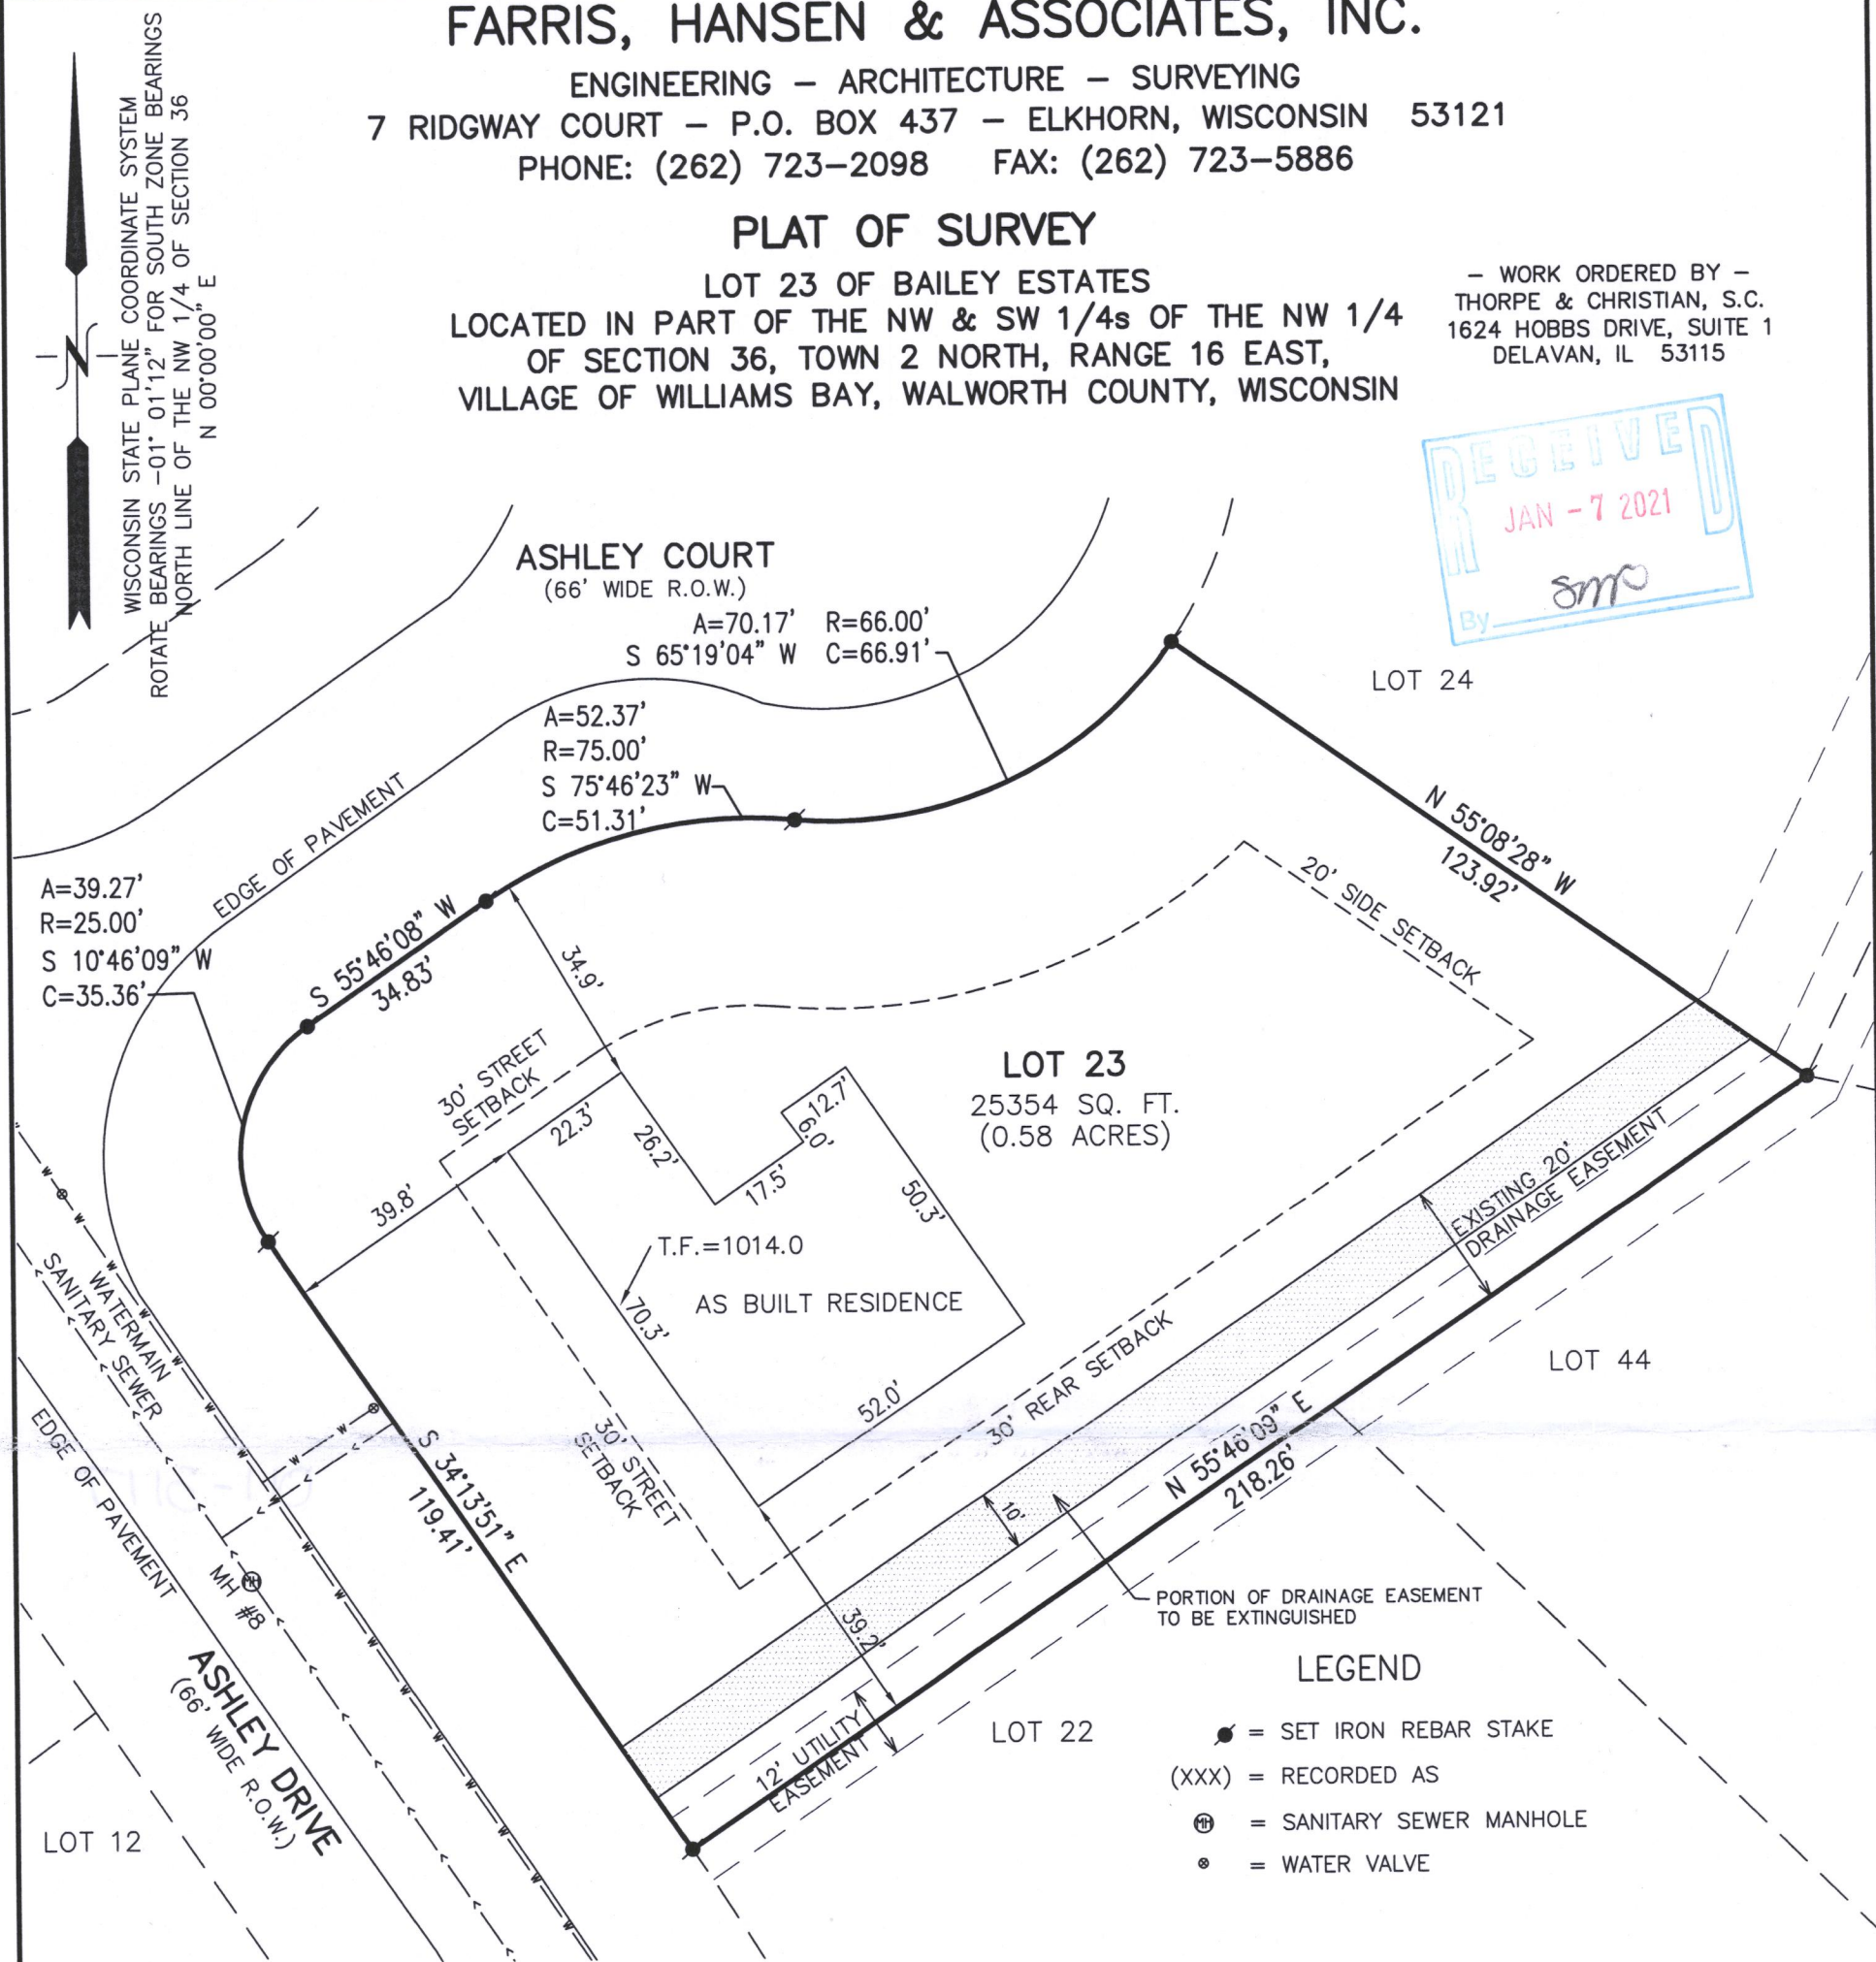 FARRIS, HANSEN & ASSOCIATES, INC.
ENGINEERING – ARCHITECTURE – SURVEYING
7 RIDGWAY COURT – P.O. BOX 437 – ELKHORN, WISCONSIN 53121
PHONE: (262) 723–2098 FAX: (262) 723–5886
PLAT OF SURVEY
LOT 23 OF BAILEY ESTATES
LOCATED IN PART OF THE NW & SW 1/4s OF THE NW 1/4
OF SECTION 36, TOWN 2 NORTH, RANGE 16 EAST,
VILLAGE OF WILLIAMS BAY, WALWORTH COUNTY, WISCONSIN
– WORK ORDERED BY –
THORPE & CHRISTIAN, S.C.
1624 HOBBS DRIVE, SUITE 1
DELAVAN, IL 53115
WISCONSIN STATE PLANE COORDINATE SYSTEM
ROTATE BEARINGS –01° 01'12" FOR SOUTH ZONE BEARINGS
NORTH LINE OF THE NW 1/4 OF SECTION 36
N 00°00'00" E
N
RECEIVED
JAN – 7 2021
By
ASHLEY COURT
(66' WIDE R.O.W.)
A=70.17' R=66.00'
S 65°19'04" W C=66.91'
LOT 24
A=52.37'
R=75.00'
S 75°46'23" W
C=51.31'
EDGE OF PAVEMENT
N 55°08'28" W
123.92'
A=39.27'
R=25.00'
S 10°46'09" W
C=35.36'
S 55°46'08" W
34.83'
34.9'
20' SIDE SETBACK
30' STREET
SETBACK
22.3'
26.2'
17.5'
6.0'
12.7'
50.3'
LOT 23
25354 SQ. FT.
(0.58 ACRES)
39.8'
T.F.=1014.0
AS BUILT RESIDENCE
70.3'
52.0'
EXISTING 20'
DRAINAGE EASEMENT
30' REAR SETBACK
LOT 44
WATERMAIN
SANITARY SEWER
EDGE OF PAVEMENT
S 34°13'51" E
119.41'
30' STREET
SETBACK
10'
N 55°46'09" E
218.26'
MH #8
MH
PORTION OF DRAINAGE EASEMENT
TO BE EXTINGUISHED
39.2'
12' UTILITY
EASEMENT
LOT 22
ASHLEY DRIVE
(66' WIDE R.O.W.)
LOT 12
LEGEND
= SET IRON REBAR STAKE
(XXX) = RECORDED AS
MH = SANITARY SEWER MANHOLE
= WATER VALVE